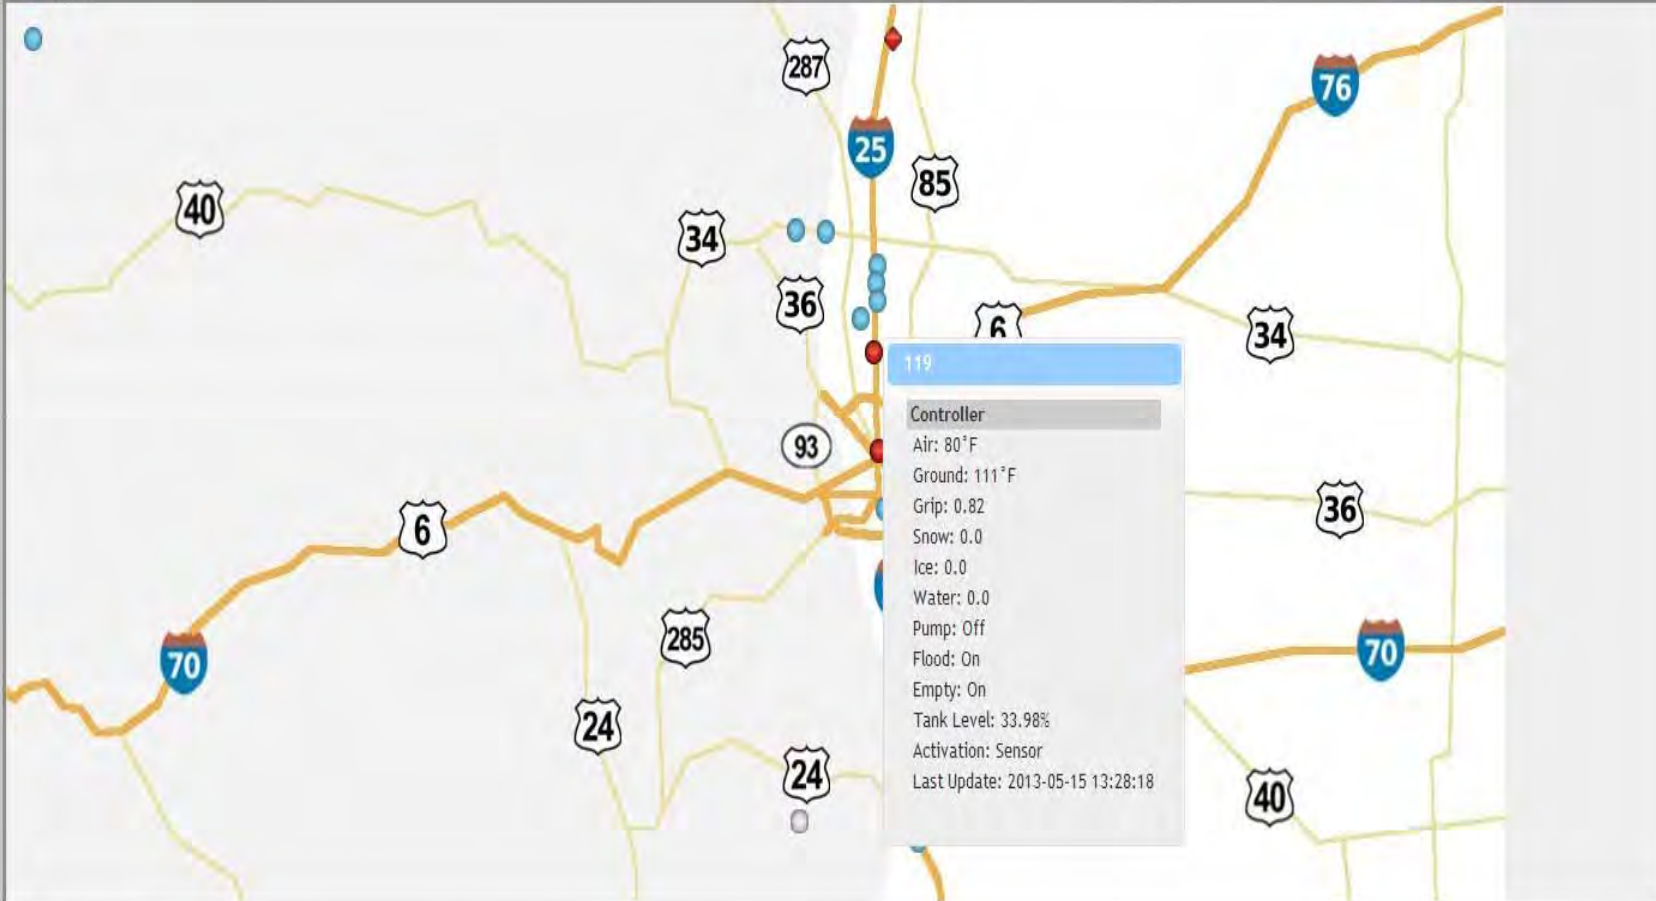 287
76
25
85
40
34
36
6
34
119
Controller
Air: 80°F
Ground: 111°F
93
Grip: 0.82
36
6
Snow: 0.0
Ice: 0.0
Water: 0.0
Pump: Off
285
Flood: On
70
70
Empty: On
24
Tank Level: 33.98%
Activation: Sensor
24
Last Update: 2013-05-15 13:28:18
40